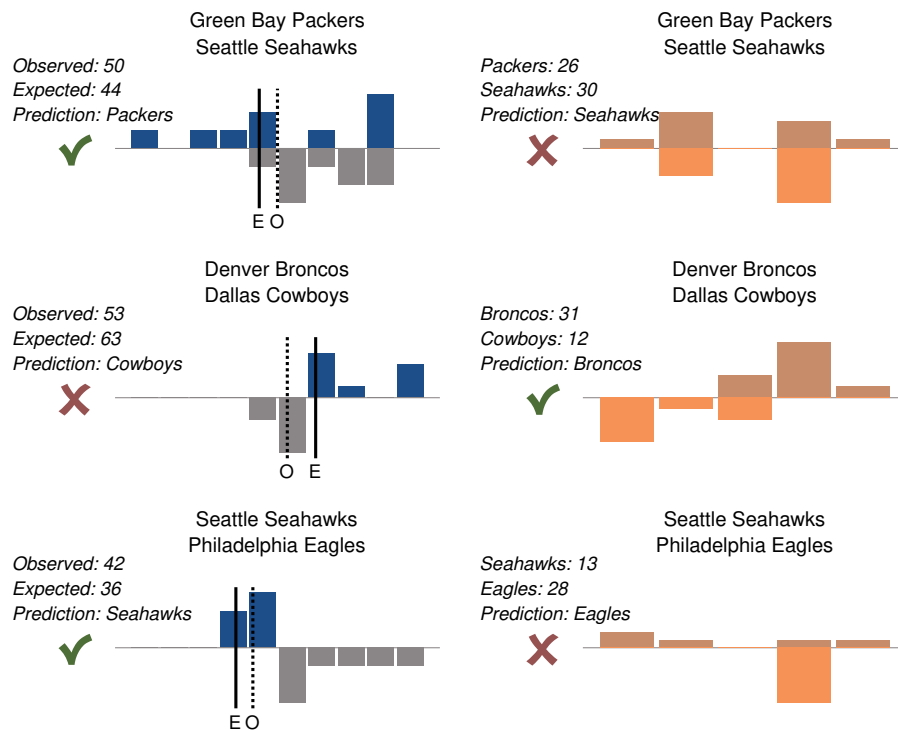 Green Bay Packers
Seattle Seahawks
Observed: 50
Expected: 44
Prediction: Packers
E O
Green Bay Packers
Seattle Seahawks
Packers: 26
Seahawks: 30
Prediction: Seahawks
Denver Broncos
Dallas Cowboys
Observed: 53
Expected: 63
Prediction: Cowboys
O E
Denver Broncos
Dallas Cowboys
Broncos: 31
Cowboys: 12
Prediction: Broncos
Seattle Seahawks
Philadelphia Eagles
Observed: 42
Expected: 36
Prediction: Seahawks
E O
Seattle Seahawks
Philadelphia Eagles
Seahawks: 13
Eagles: 28
Prediction: Eagles